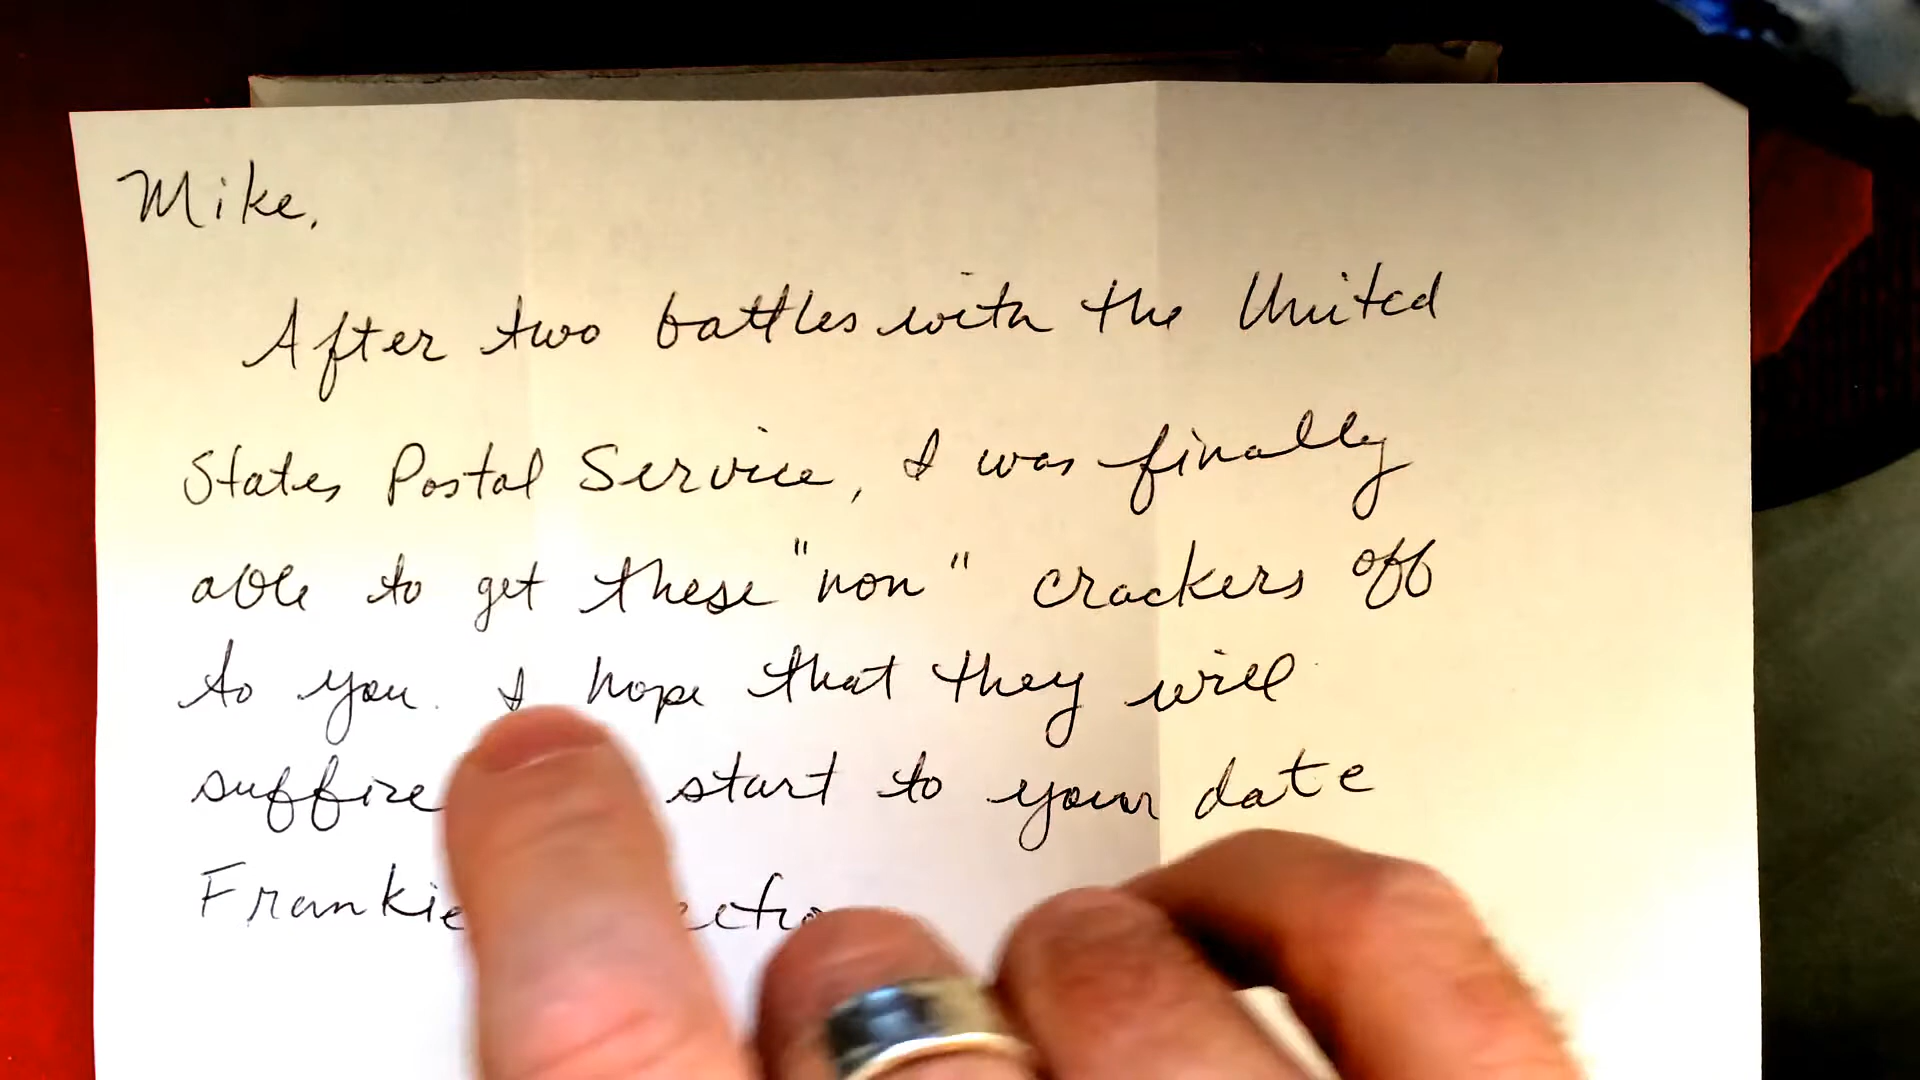 Mike,
After two battles with the United
States Postal Service, I was finally
able to get these "non" crackers off
to you. I hope that they will
suffice start to your date
Frankie